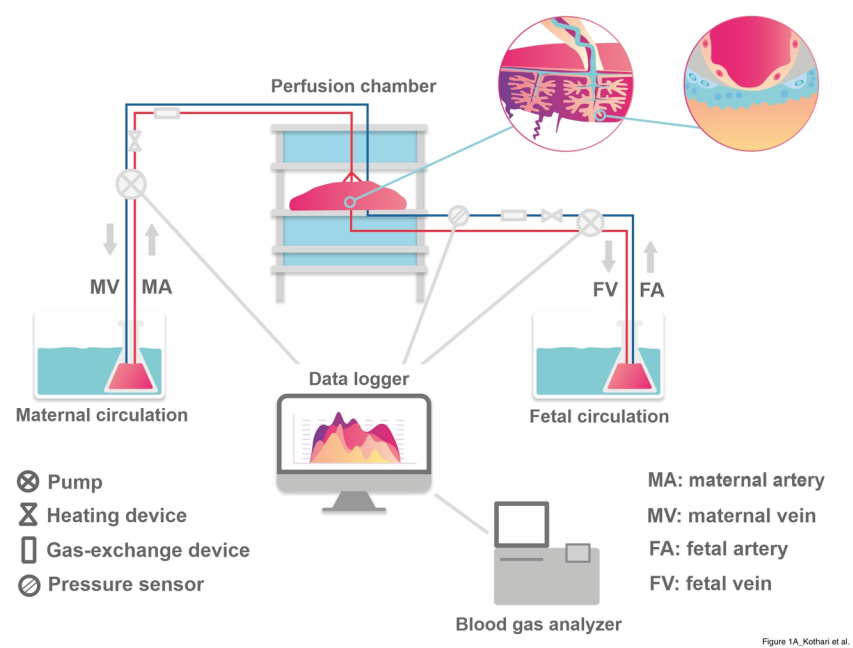 Perfusion chamber
MV
MA
FV
FA
Maternal circulation
Data logger
Fetal circulation
Pump
Heating device
Gas-exchange device
Pressure sensor
MA: maternal artery
MV: maternal vein
FA: fetal artery
FV: fetal vein
Blood gas analyzer
Figure 1A_Kothari et al.